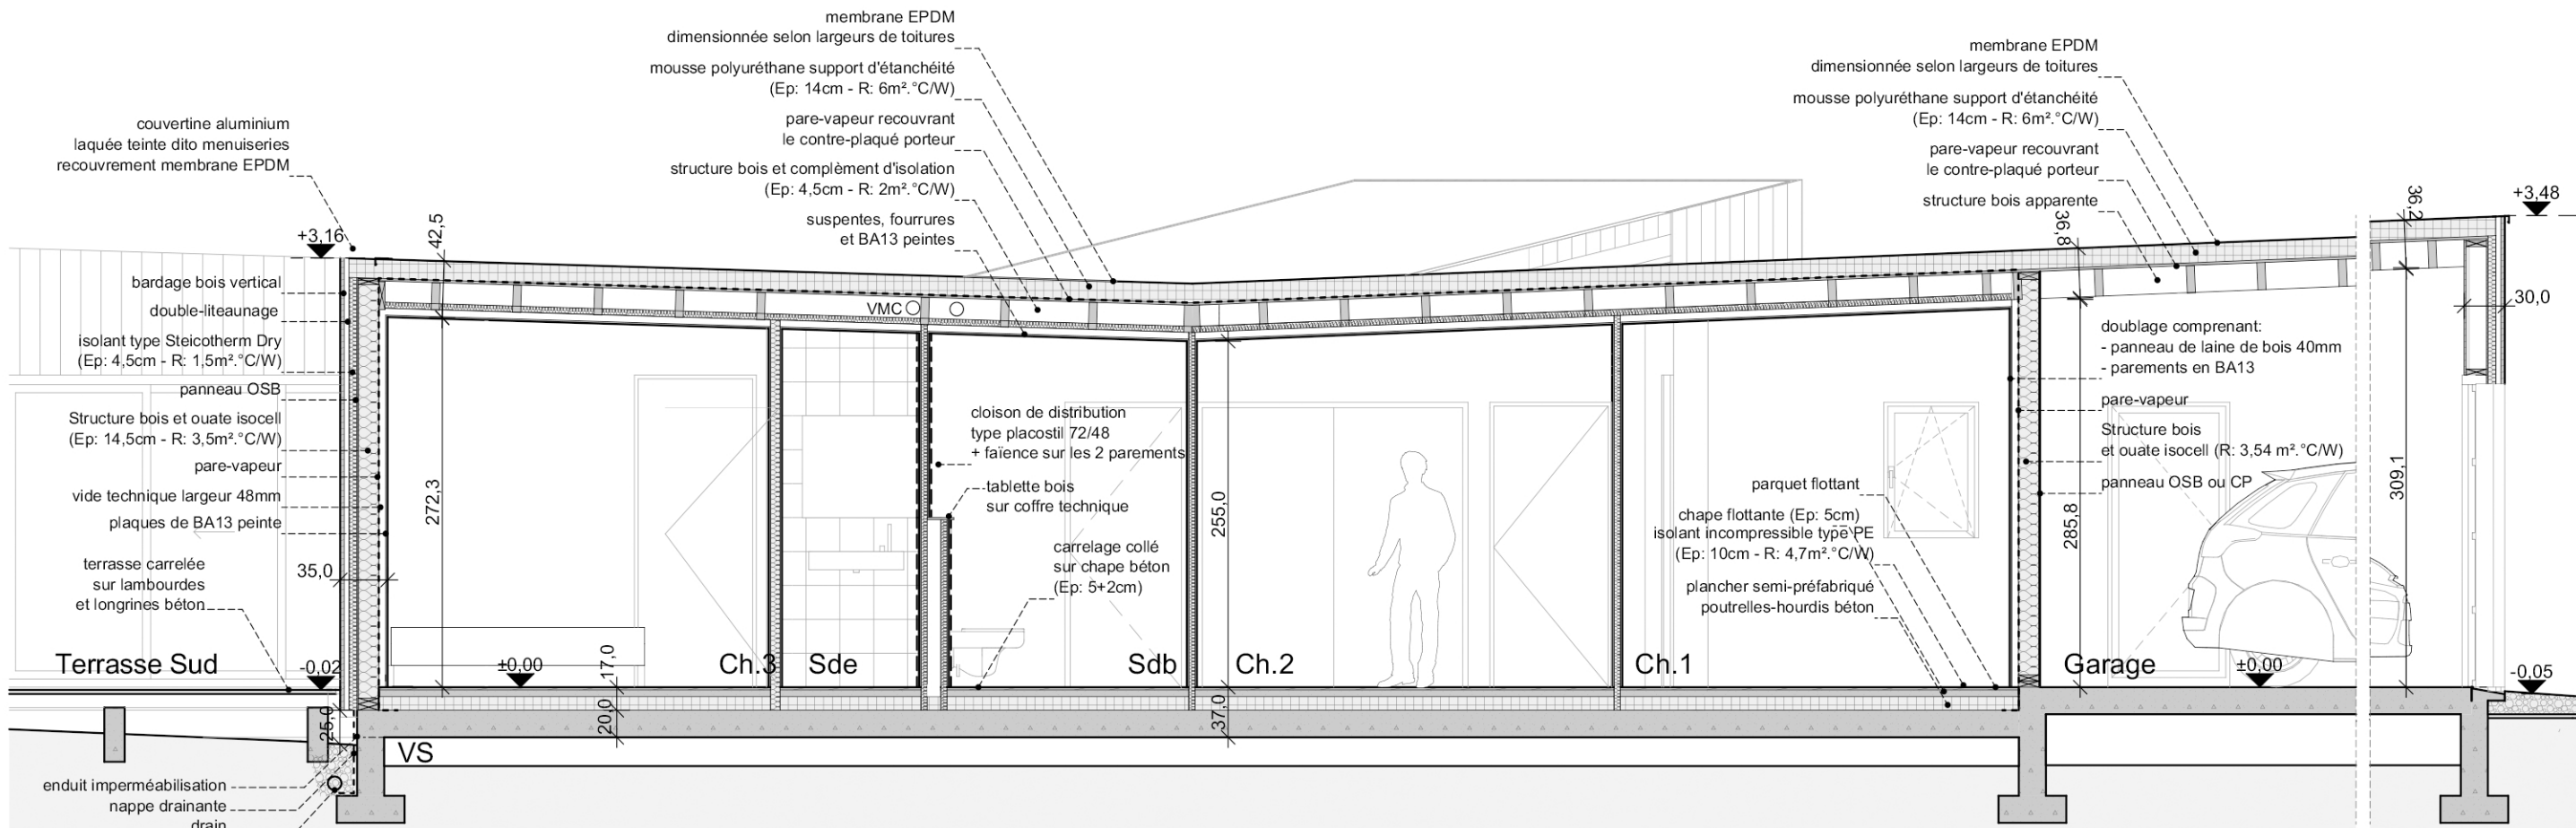 membrane EPDM
dimensionnée selon largeurs de toitures
mousse polyuréthane support d'étanchéité
(Ep: 14cm - R: 6m².°C/W)
pare-vapeur recouvrant
le contre-plaqué porteur
structure bois et complèment d'isolation
(Ep: 4,5cm - R: 2m².°C/W)
suspentes, fourrures
et BA13 peintes
membrane EPDM
dimensionnée selon largeurs de toitures
mousse polyuréthane support d'étanchéité
(Ep: 14cm - R: 6m².°C/W)
pare-vapeur recouvrant
le contre-plaqué porteur
structure bois apparente
couvertine aluminium
laquée teinte dito menuiseries
recouvrement membrane EPDM
+3,16
42,5
36,8
36,2
+3,48
30,0
bardage bois vertical
double-liteaunage
isolant type Steicotherm Dry
(Ep: 4,5cm - R: 1,5m².°C/W)
panneau OSB
Structure bois et ouate isocell
(Ep: 14,5cm - R: 3,5m².°C/W)
pare-vapeur
vide technique largeur 48mm
plaques de BA13 peinte
terrasse carrelée
sur lambourdes
et longrines béton
35,0
272,3
VMC
cloison de distribution
type placostil 72/48
+ faïence sur les 2 parements
tablette bois
sur coffre technique
carrelage collé
sur chape béton
(Ep: 5+2cm)
255,0
parquet flottant
chape flottante (Ep: 5cm)
isolant incompressible type PE
(Ep: 10cm - R: 4,7m².°C/W)
plancher semi-préfabriqué
poutrelles-hourdis béton
doublage comprenant:
- panneau de laine de bois 40mm
- parements en BA13
pare-vapeur
Structure bois
et ouate isocell (R: 3,54 m².°C/W)
panneau OSB ou CP
285,8
309,1
Terrasse Sud
-0,02
±0,00
17,0
Ch.3
Sde
Sdb
Ch.2
Ch.1
Garage
±0,00
-0,05
25,0
20,0
37,0
VS
enduit imperméabilisation
nappe drainante
drain